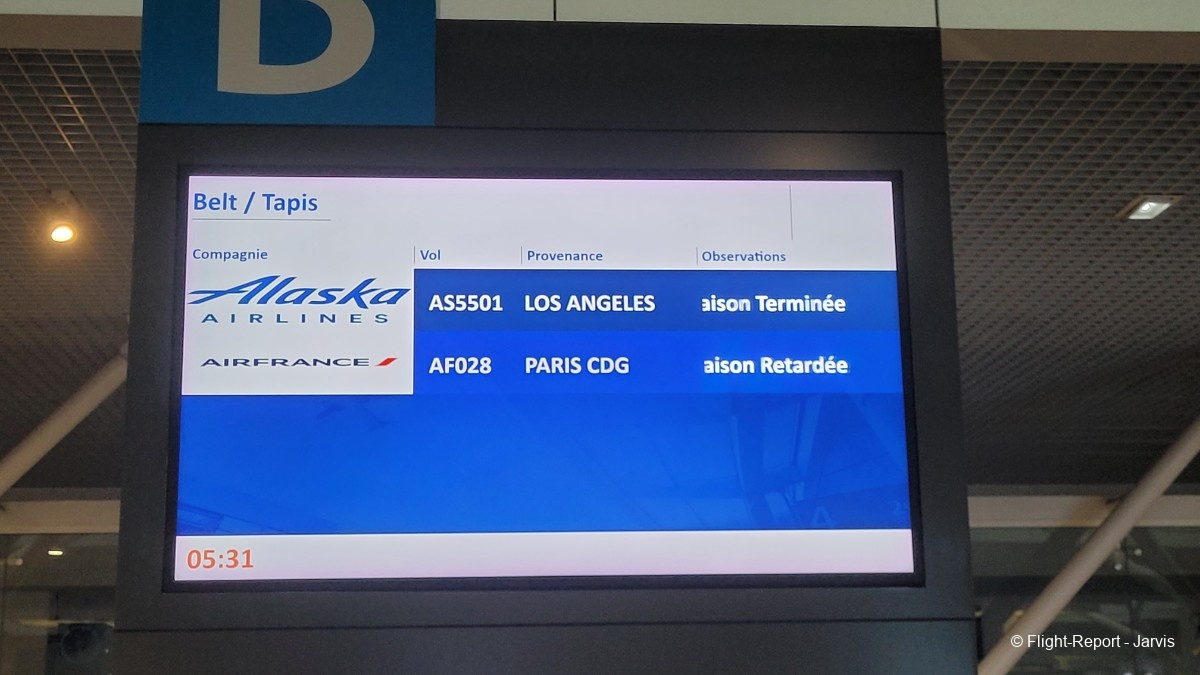 B
Belt / Tapis
Compagnie Vol Provenance Observations
Alaska AIRLINES AS5501 LOS ANGELES aison Terminée
AIRFRANCE AF028 PARIS CDG aison Retardée
05:31
© Flight-Report - Jarvis